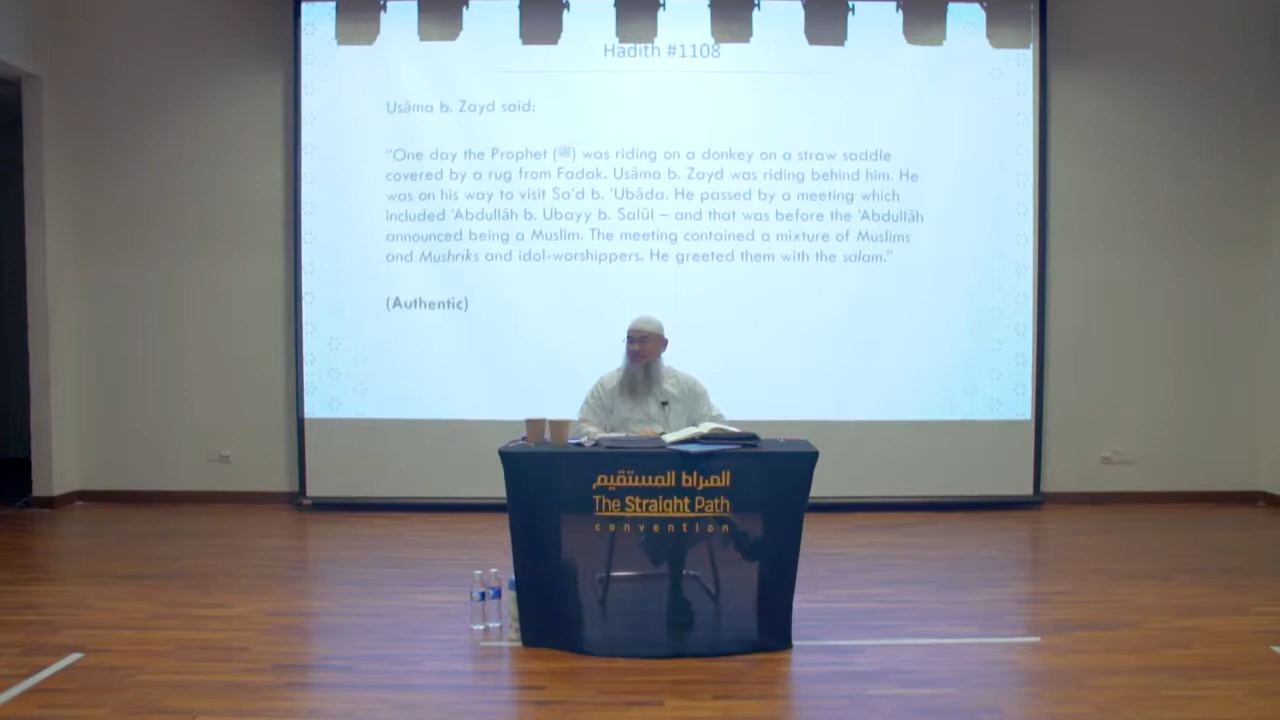 Hadith #1108
Usāma b. Zayd said:
“One day the Prophet (ﷺ) was riding on a donkey on a straw saddle
covered by a rug from Fadak. Usāma b. Zayd was riding behind him. He
was on his way to visit Sa'd b. 'Ubāda. He passed by a meeting which
included 'Abdullāh b. Ubayy b. Salūl – and that was before the 'Abdullāh
announced being a Muslim. The meeting contained a mixture of Muslims
and Mushriks and idol-worshippers. He greeted them with the salam.”
(Authentic)
الصراط المستقيم
The Straight Path
convention